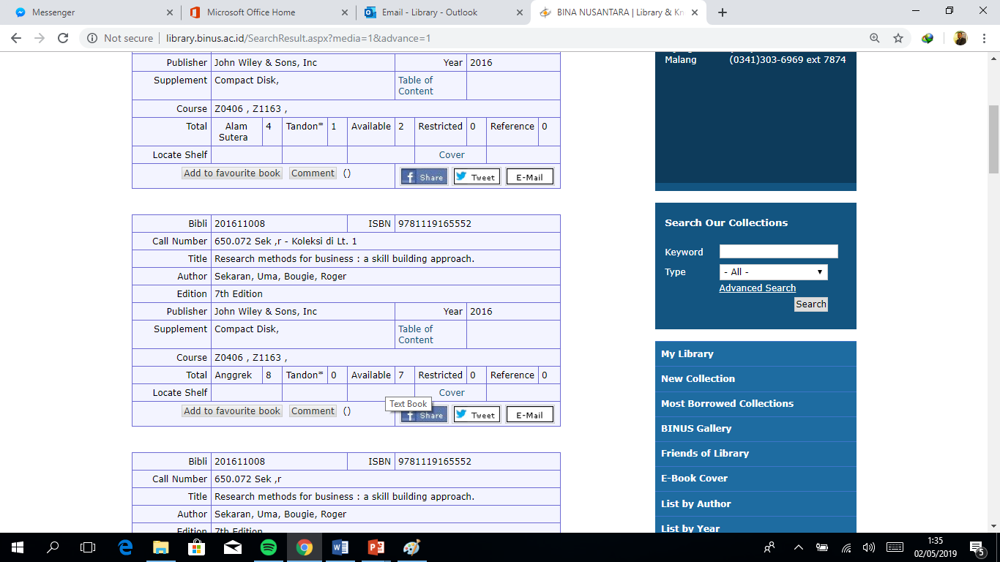 Messenger
Microsoft Office Home
Email - Library - Outlook
BINA NUSANTARA | Library & Kn
Not secure | library.binus.ac.id/SearchResult.aspx?media=1&advance=1
Publisher John Wiley & Sons, Inc Year 2016
Supplement Compact Disk, Table of
Content
Course Z0406 , Z1163 ,
Total Alam 4 Tandon* 1 Available 2 Restricted 0 Reference 0
Sutera
Locate Shelf Cover
Add to favourite book Comment () Share Tweet E-Mail
Bibli 201611008 ISBN 9781119165552
Call Number 650.072 Sek ,r - Koleksi di Lt. 1
Title Research methods for business : a skill building approach.
Author Sekaran, Uma, Bougie, Roger
Edition 7th Edition
Publisher John Wiley & Sons, Inc Year 2016
Supplement Compact Disk, Table of
Content
Course Z0406 , Z1163 ,
Total Anggrek 8 Tandon* 0 Available 7 Restricted 0 Reference 0
Locate Shelf Cover
Text Book
Add to favourite book Comment () Share Tweet E-Mail
Bibli 201611008 ISBN 9781119165552
Call Number 650.072 Sek ,r
Title Research methods for business : a skill building approach.
Author Sekaran, Uma, Bougie, Roger
Edition 7th Edition
Malang (0341)303-6969 ext 7874
Search Our Collections
Keyword
Type - All -
Advanced Search
Search
My Library
New Collection
Most Borrowed Collections
BINUS Gallery
Friends of Library
E-Book Cover
List by Author
List by Year
1:35
02/05/2019
5